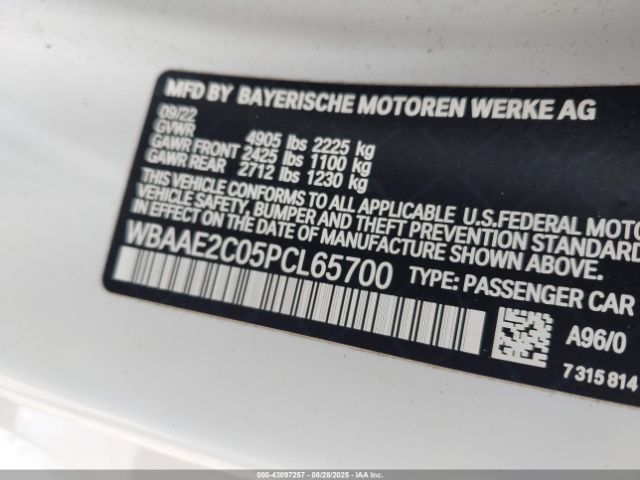 MFD BY BAYERISCHE MOTOREN WERKE AG
09/22
GVWR 4905 lbs 2225 kg
GAWR FRONT 2425 lbs 1100 kg
GAWR REAR 2712 lbs 1230 kg
THIS VEHICLE CONFORMS TO ALL APPLICABLE U.S.FEDERAL MOTOR
VEHICLE SAFETY, BUMPER AND THEFT PREVENTION
IN EFFECT ON THE DATE OF MANUFACTURE SHOWN ABOVE.
WBAAE2C05PCL65700 TYPE: PASSENGER CAR
A96/0
7 315 814
000-43097257 | 08/28/2025 - COPYRIGHT IAA, LLC